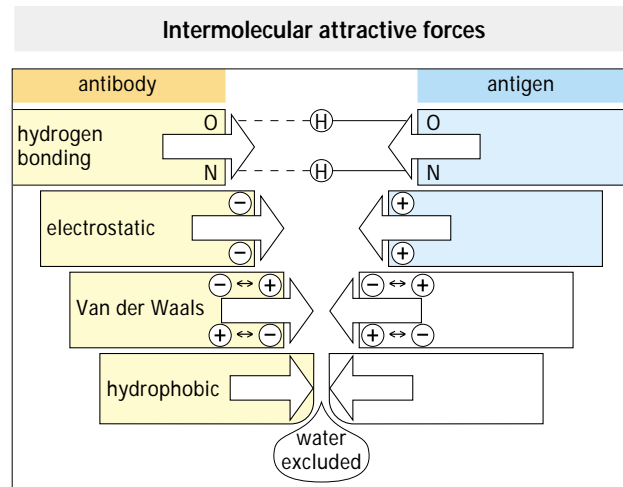 Intermolecular attractive forces
antibody
antigen
hydrogen
bonding
O
H
O
N
H
N
electrostatic
−
+
−
+
Van der Waals
− ↔ +
− ↔ +
+ ↔ −
+ ↔ −
hydrophobic
water
excluded